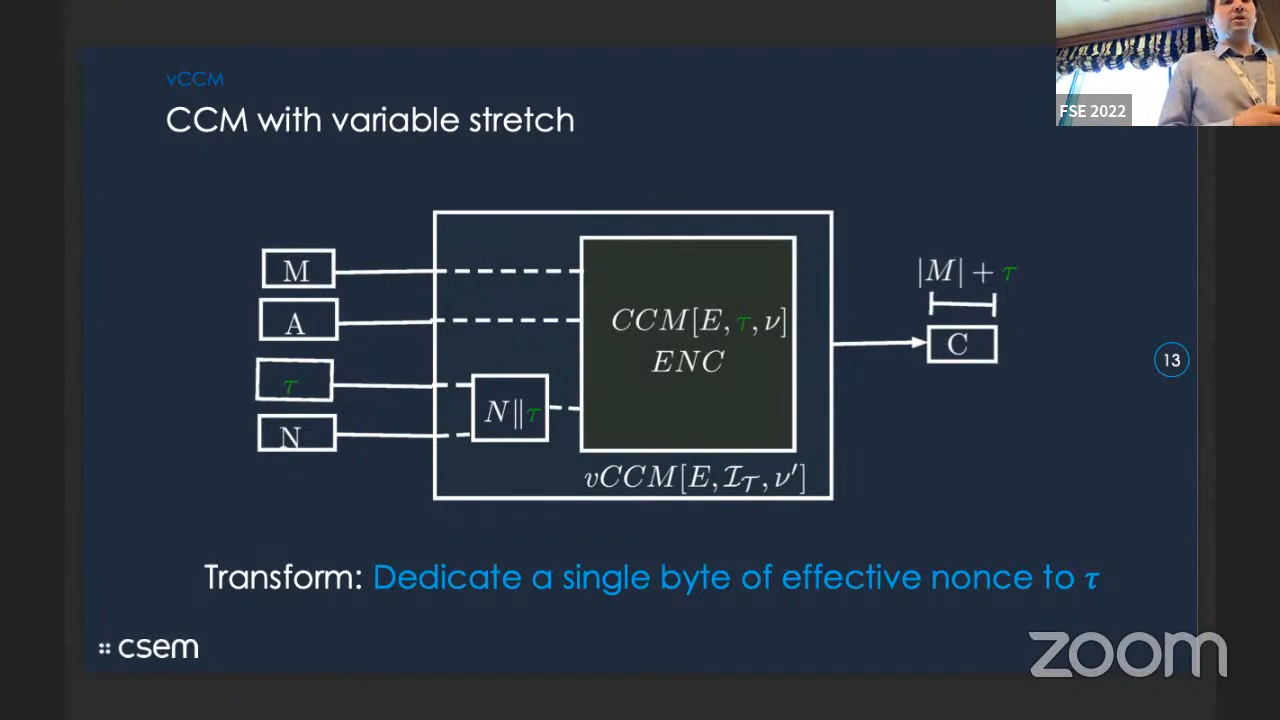 vCCM
CCM with variable stretch
FSE 2022
M
A
τ
N
N‖τ
CCM[E, τ, ν]
ENC
vCCM[E, 𝓘_𝒯, ν′]
|M| + τ
C
13
Transform: Dedicate a single byte of effective nonce to τ
csem
zoom